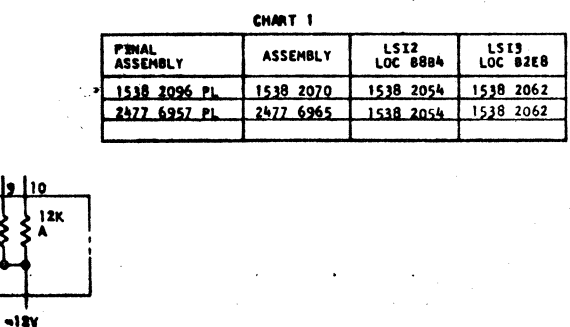 CHART 1
FINAL ASSEMBLY | ASSEMBLY | LSI2 LOC B8B4 | LSI3 LOC B2E8
1538 2096 PL | 1538 2070 | 1538 2054 | 1538 2062
2477 6957 PL | 2477 6965 | 1538 2054 | 1538 2062
9 10
12K
A
-12V